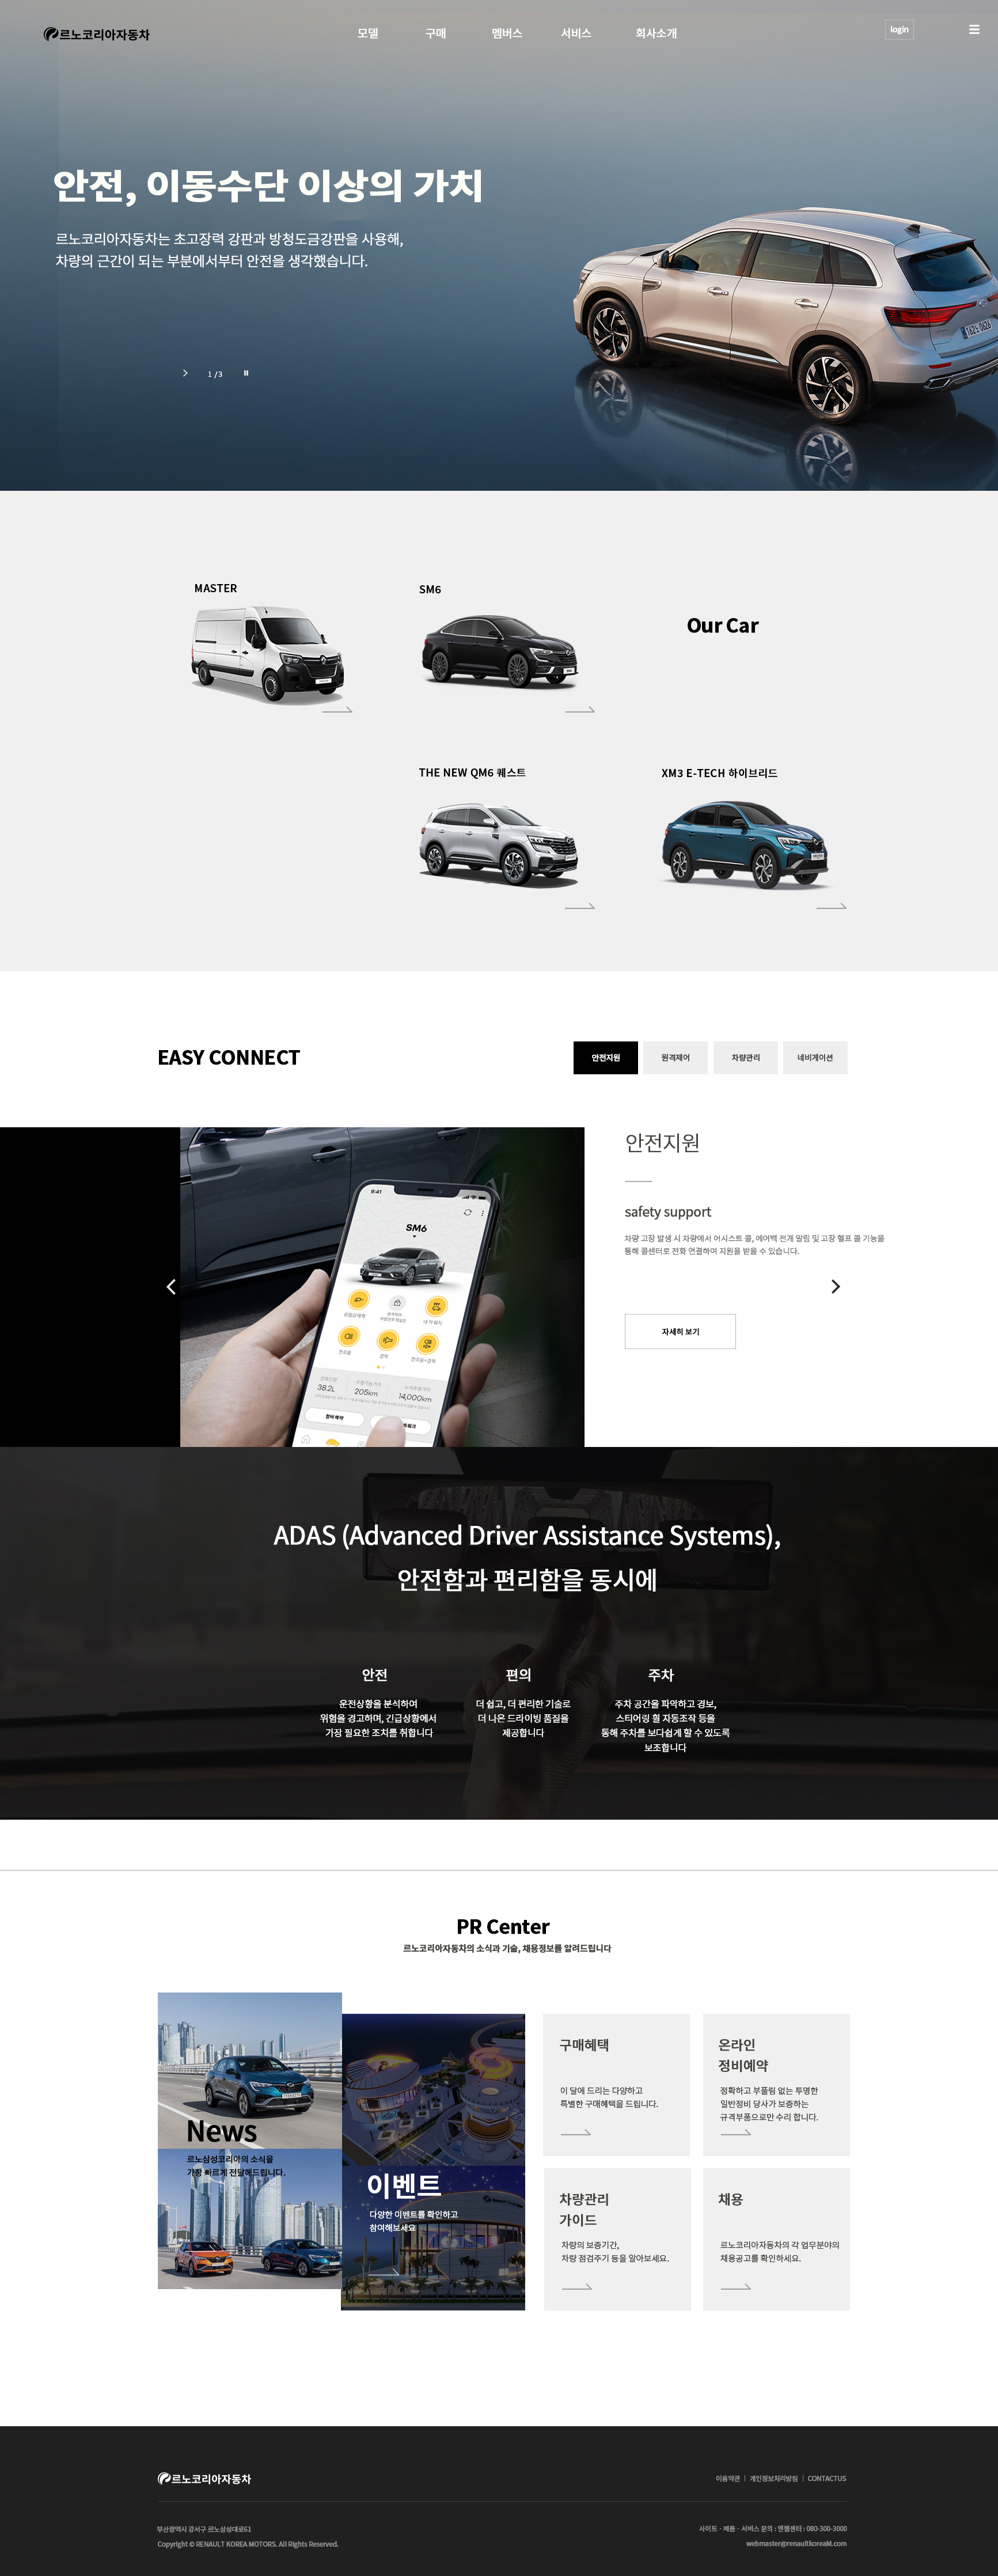 르노코리아자동차
모델 구매 멤버스 서비스 회사소개
login
안전, 이동수단 이상의 가치
르노코리아자동차는 초고장력 강판과 방청도금강판을 사용해,
차량의 근간이 되는 부분에서부터 안전을 생각했습니다.
1 /3
MASTER
SM6
Our Car
THE NEW QM6 퀘스트
XM3 E-TECH 하이브리드
EASY CONNECT
안전지원
원격제어
차량관리
네비게이션
9:41
SM6
38.2L
205km
14,000km
안전지원
safety support
차량 고장 발생 시 차량에서 어시스트 콜, 에어백 전개 알림 및 고장 헬프 콜 기능을
통해 콜센터로 전화 연결하여 지원을 받을 수 있습니다.
자세히 보기
ADAS (Advanced Driver Assistance Systems),
안전함과 편리함을 동시에
안전
운전상황을 분석하여
위험을 경고하며, 긴급상황에서
가장 필요한 조치를 취합니다
편의
더 쉽고, 더 편리한 기술로
더 나은 드라이빙 품질을
제공합니다
주차
주차 공간을 파악하고 경보,
스티어링 휠 자동조작 등을
통해 주차를 보다쉽게 할 수 있도록
보조합니다
PR Center
르노코리아자동차의 소식과 기술, 채용정보를 알려드립니다
News
르노삼성코리아의 소식을
가장 빠르게 전달해드립니다.
이벤트
다양한 이벤트를 확인하고
참여해보세요
구매혜택
이 달에 드리는 다양하고
특별한 구매혜택을 드립니다.
온라인
정비예약
정확하고 부풀림 없는 투명한
일반정비 당사가 보증하는
규격부품으로만 수리 합니다.
차량관리
가이드
차량의 보증기간,
차량 점검주기 등을 알아보세요.
채용
르노코리아자동차의 각 업무분야의
채용공고를 확인하세요.
르노코리아자동차
이용약관 | 개인정보처리방침 | CONTACTUS
부산광역시 강서구 르노삼성대로61
사이트 · 제품 · 서비스 문의 : 엔젤센터 : 080-300-3000
Copyright © RENAULT KOREA MOTORS. All Rights Reserved.
webmaster@renaultkoreaM.com